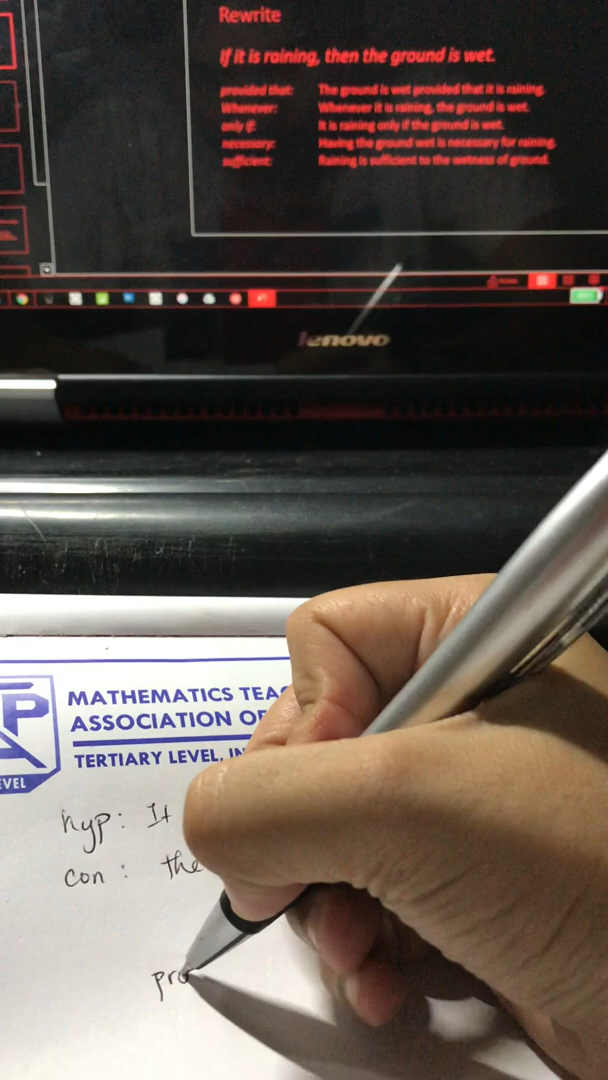 Rewrite
If it is raining, then the ground is wet.
provided that: The ground is wet provided that it is raining.
Whenever: Whenever it is raining, the ground is wet.
only if: It is raining only if the ground is wet.
necessary: Having the ground wet is necessary for raining.
sufficient: Raining is sufficient to the wetness of ground.
lenovo
MATHEMATICS TEAC
ASSOCIATION OF
TERTIARY LEVEL, IN
P
EVEL
hyp: It
con: the
pro